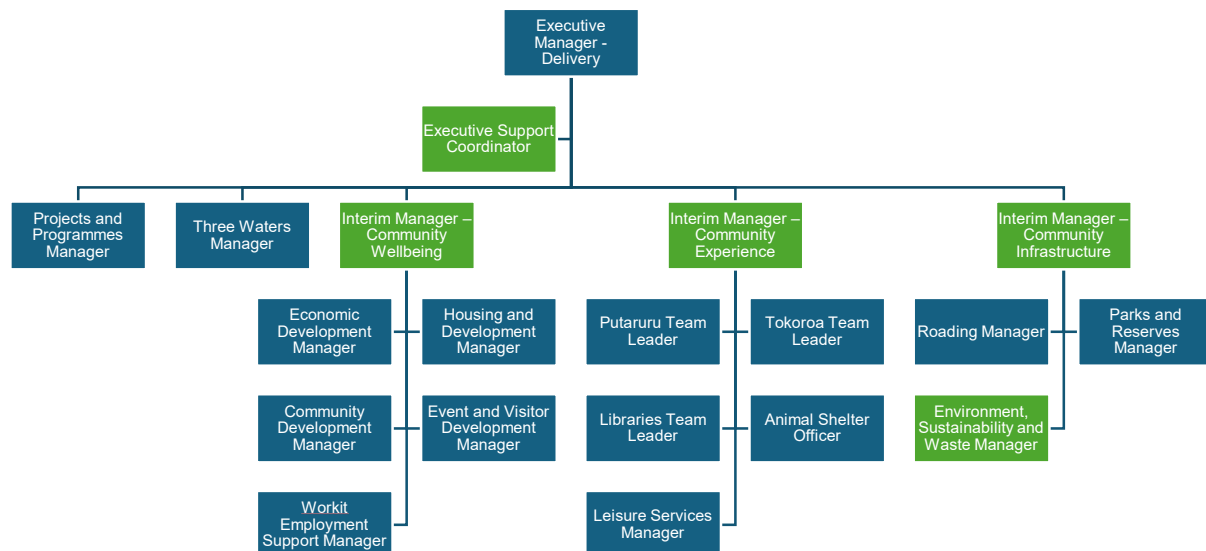 Executive
Manager -
Delivery
Executive Support
Coordinator
Projects and
Programmes
Manager
Three Waters
Manager
Interim Manager –
Community
Wellbeing
Interim Manager –
Community
Experience
Interim Manager –
Community
Infrastructure
Economic
Development
Manager
Housing and
Development
Manager
Putaruru Team
Leader
Tokoroa Team
Leader
Roading Manager
Parks and
Reserves
Manager
Community
Development
Manager
Event and Visitor
Development
Manager
Libraries Team
Leader
Animal Shelter
Officer
Environment,
Sustainability and
Waste Manager
Workit
Employment
Support Manager
Leisure Services
Manager